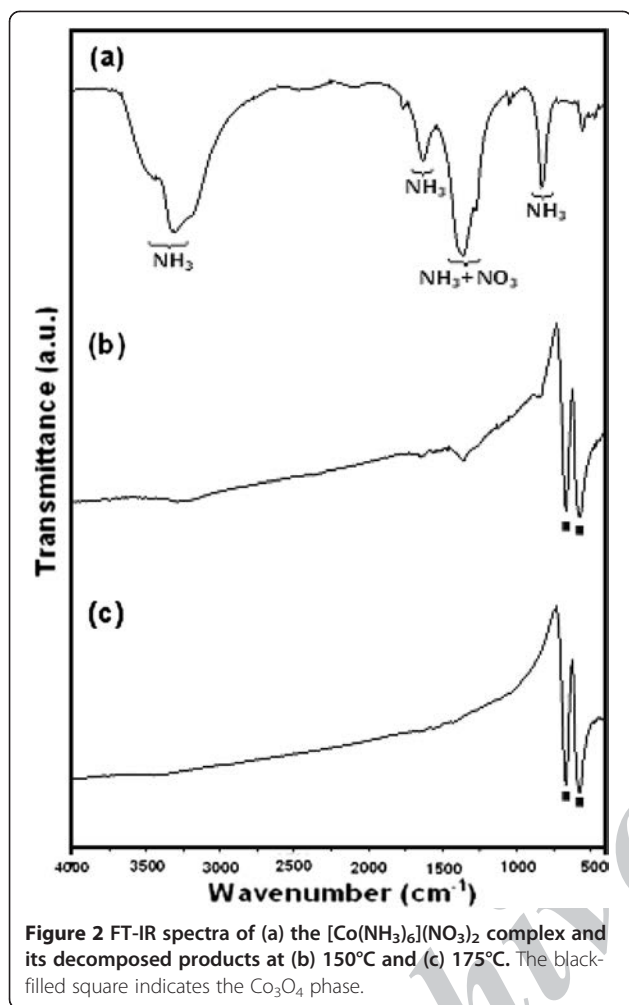 (a)
NH₃
NH₃
NH₃
NH₃+NO₃
(b)
(c)
Transmittance (a.u.)
4000 3500 3000 2500 2000 1500 1000 5000
Wavenumber (cm⁻¹)
Figure 2 FT-IR spectra of (a) the [Co(NH₃)₆](NO₃)₂ complex and
its decomposed products at (b) 150°C and (c) 175°C. The black-
filled square indicates the Co₃O₄ phase.